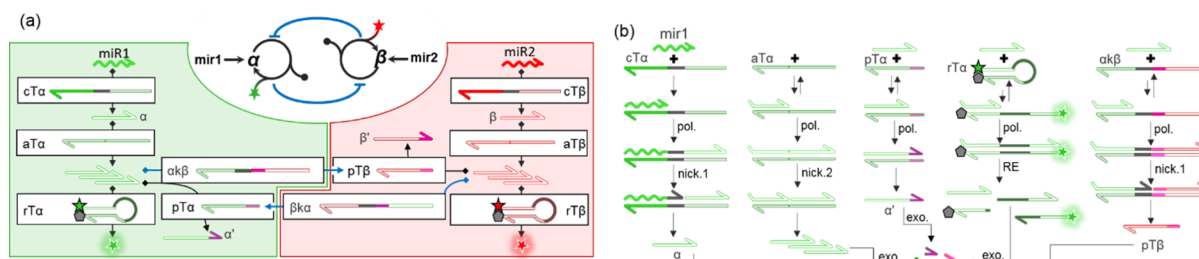 (a)
miR1
mir1
α
β
mir2
miR2
cTα
cTβ
α
β
aTα
β'
aTβ
αkβ
pTβ
rTα
pTα
βkα
rTβ
α'
(b)
mir1
cTα
+
aTα
+
pTα
+
rTα
+
αkβ
+
pol.
pol.
pol.
pol.
pol.
nick.1
nick.2
RE
nick.1
α'
exo.
α
exo.
pTβ